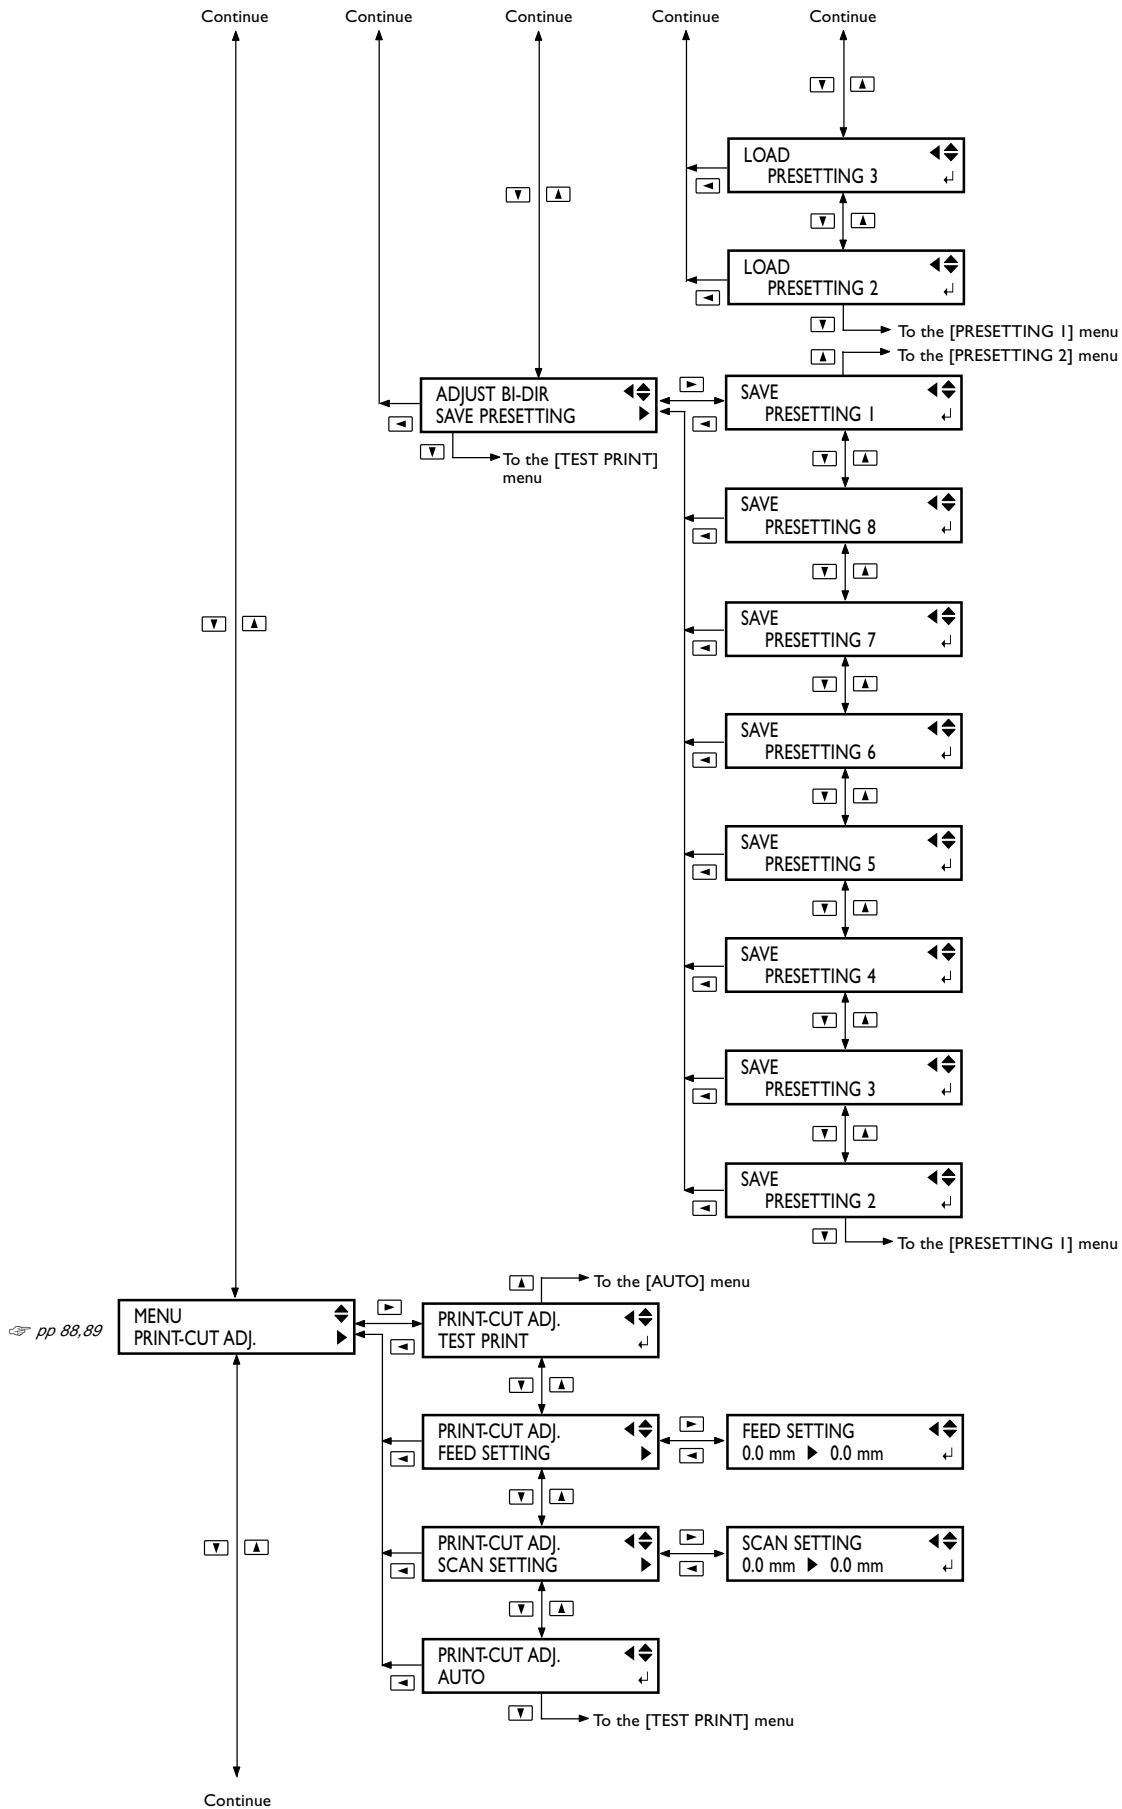 Continue Continue Continue Continue Continue
LOAD
PRESETTING 3
LOAD
PRESETTING 2
To the [PRESETTING 1] menu
To the [PRESETTING 2] menu
ADJUST BI-DIR
SAVE PRESETTING
To the [TEST PRINT]
menu
SAVE
PRESETTING 1
SAVE
PRESETTING 8
SAVE
PRESETTING 7
SAVE
PRESETTING 6
SAVE
PRESETTING 5
SAVE
PRESETTING 4
SAVE
PRESETTING 3
SAVE
PRESETTING 2
To the [PRESETTING 1] menu
To the [AUTO] menu
☞ pp 88,89
MENU
PRINT-CUT ADJ.
PRINT-CUT ADJ.
TEST PRINT
PRINT-CUT ADJ.
FEED SETTING
FEED SETTING
0.0 mm ▶ 0.0 mm
PRINT-CUT ADJ.
SCAN SETTING
SCAN SETTING
0.0 mm ▶ 0.0 mm
PRINT-CUT ADJ.
AUTO
To the [TEST PRINT] menu
Continue